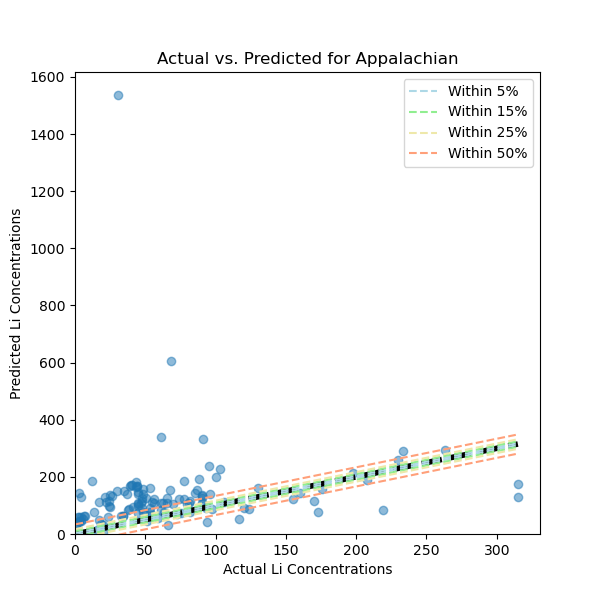 Actual vs. Predicted for Appalachian
1600
1400
1200
1000
800
600
400
200
0
Predicted Li Concentrations
Within 5%
Within 15%
Within 25%
Within 50%
0 50 100 150 200 250 300
Actual Li Concentrations